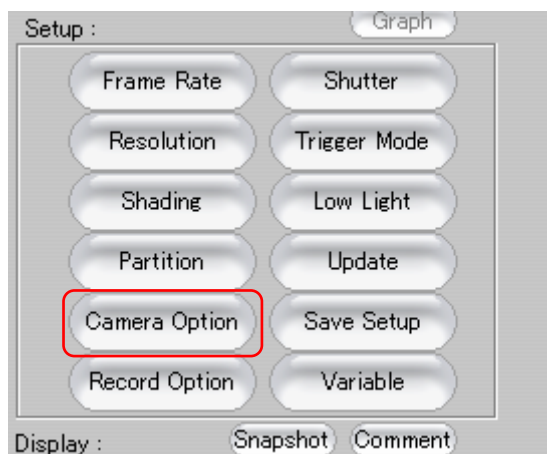 Setup : Graph
Frame Rate Shutter
Resolution Trigger Mode
Shading Low Light
Partition Update
Camera Option Save Setup
Record Option Variable
Display : Snapshot Comment